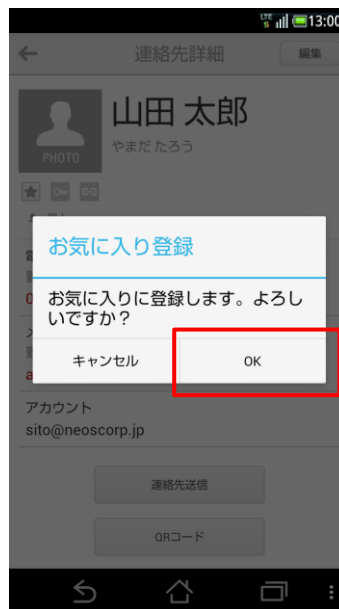 LTE 13:00
連絡先詳細 編集
山田 太郎
PHOTO やまだ たろう
お気に入り登録
お気に入りに登録します。よろし
いですか？
キャンセル OK
アカウント
sito@neoscorp.jp
連絡先送信
QRコード